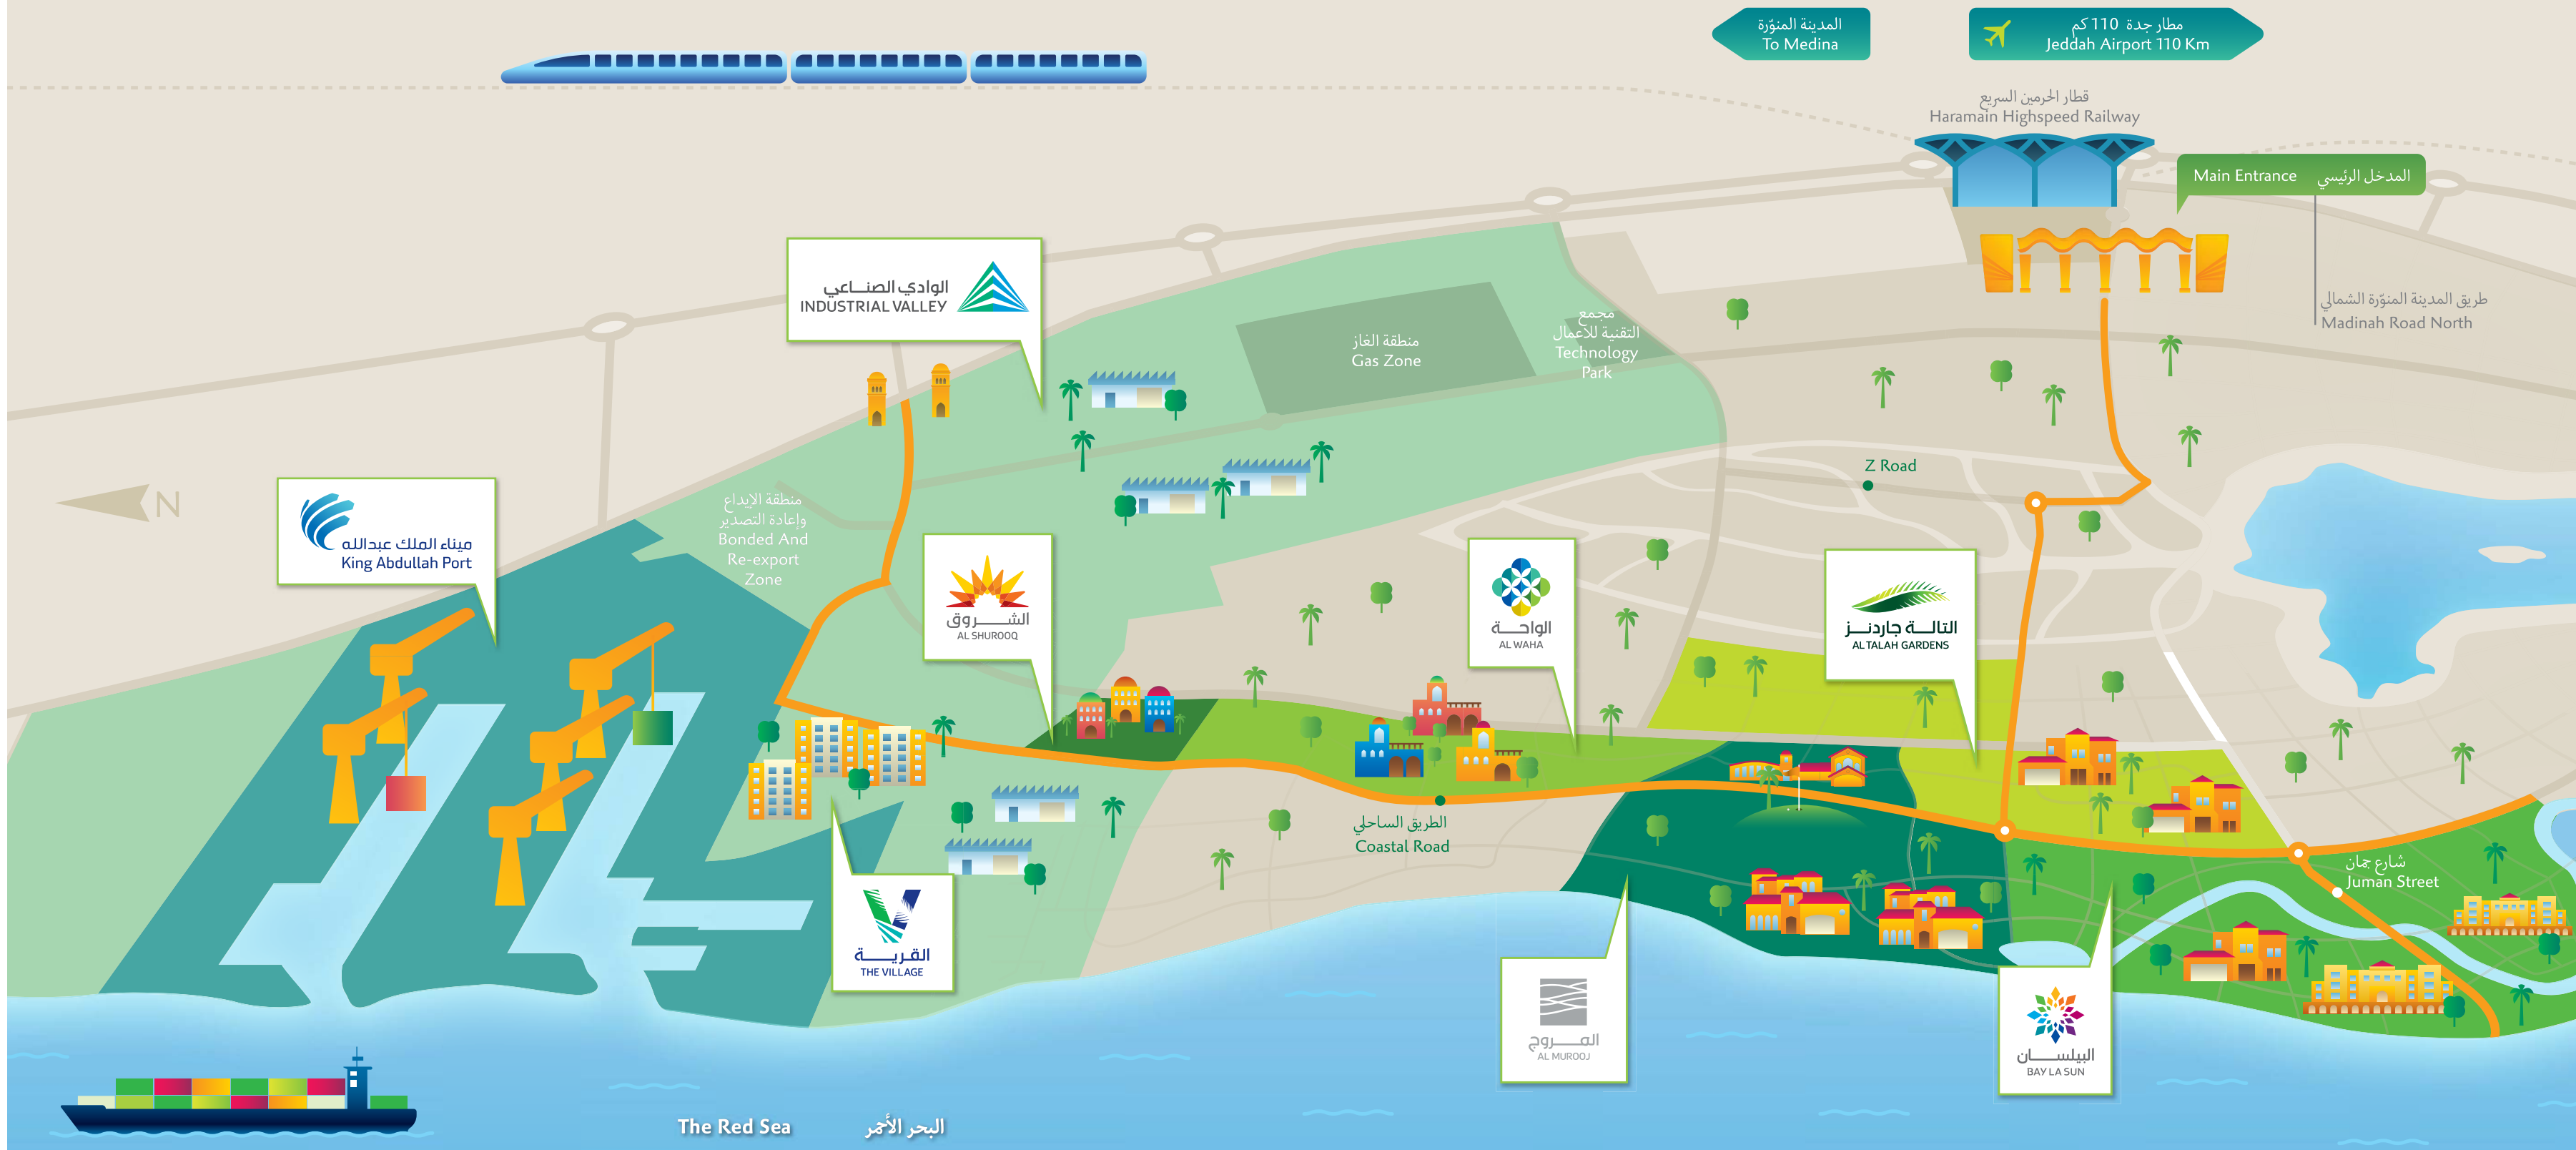 المدينة المنوّرة
To Medina
مطار جدة 110 كم
Jeddah Airport 110 Km
قطار الحرمين السريع
Haramain Highspeed Railway
Main Entrance المدخل الرئيسي
طريق المدينة المنوّرة الشمالي
Madinah Road North
الوادي الصناعي
INDUSTRIAL VALLEY
منطقة الغاز
Gas Zone
مجمع
التقنية للأعمال
Technology
Park
Z Road
N
ميناء الملك عبدالله
King Abdullah Port
منطقة الإيداع
وإعادة التصدير
Bonded And
Re-export
Zone
الشروق
AL SHUROOQ
الواحة
AL WAHA
التالة جاردنز
AL TALAH GARDENS
الطريق الساحلي
Coastal Road
شارع جمان
Juman Street
القرية
THE VILLAGE
المروج
AL MUROOJ
البيلسان
BAY LA SUN
The Red Sea البحر الأحمر